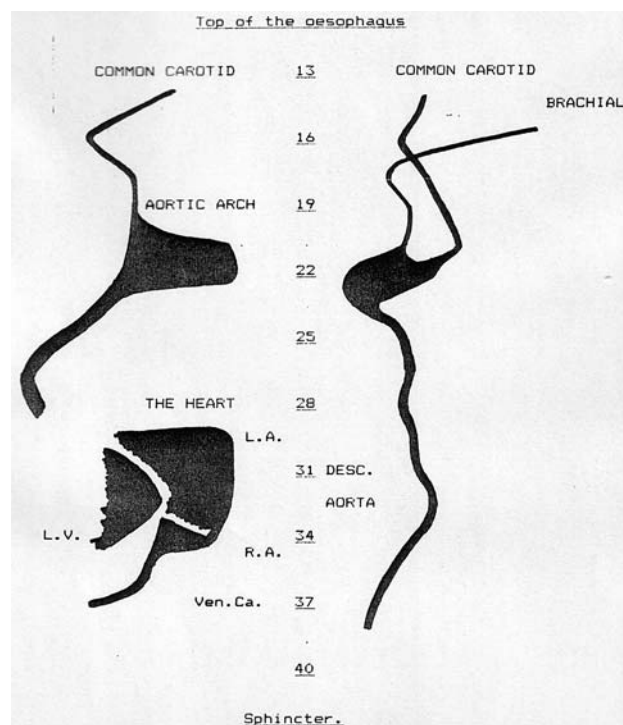 Top of the oesophagus
COMMON CAROTID 13 COMMON CAROTID
BRACHIAL
16
AORTIC ARCH 19
22
25
THE HEART 28
L.A.
31 DESC.
AORTA
L.V. 34
R.A.
Ven.Ca. 37
40
Sphincter.